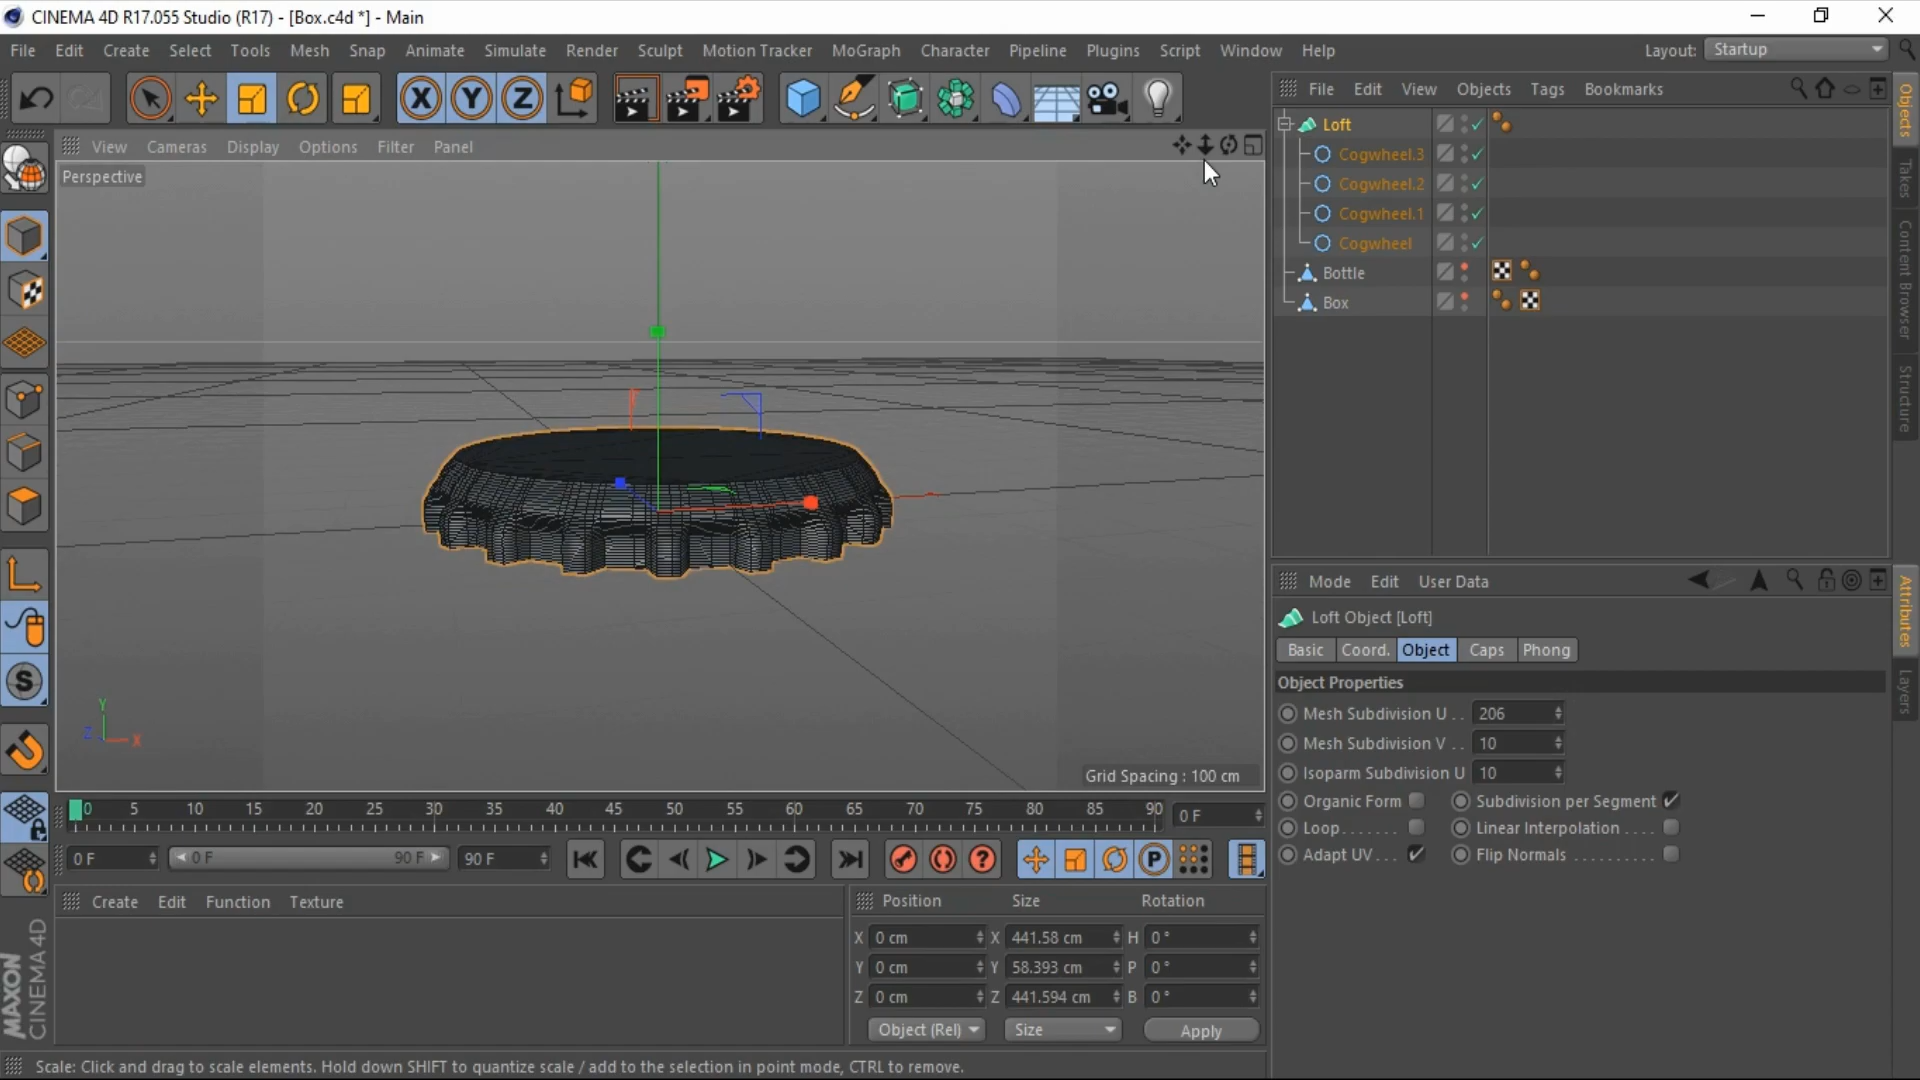 CINEMA 4D R17.055 Studio (R17) - [Box.c4d *] - Main
File Edit Create Select Tools Mesh Snap Animate Simulate Render Sculpt Motion Tracker MoGraph Character Pipeline Plugins Script Window Help Layout: Startup
X Y Z
File Edit View Objects Tags Bookmarks
View Cameras Display Options Filter Panel
Perspective
Loft
Cogwheel.3
Cogwheel.2
Cogwheel.1
Cogwheel
Bottle
Box
Objects
Takes
Content Browser
Structure
S
Y
Z X
Grid Spacing : 100 cm
Mode Edit User Data
Loft Object [Loft]
Basic Coord. Object Caps Phong
Object Properties
Mesh Subdivision U . . 206
Mesh Subdivision V . . 10
Isoparm Subdivision U 10
Organic Form Subdivision per Segment
Loop. . . . . . . Linear Interpolation . . . .
Adapt UV. . . Flip Normals . . . . . . . . . .
Attributes
Layers
0 5 10 15 20 25 30 35 40 45 50 55 60 65 70 75 80 85 90 0 F
0 F 0 F 90 F 90 F
? P
Create Edit Function Texture
Position Size Rotation
X 0 cm X 441.58 cm H 0 °
Y 0 cm Y 58.393 cm P 0 °
Z 0 cm Z 441.594 cm B 0 °
Object (Rel) Size Apply
MAXON
CINEMA 4D
Scale: Click and drag to scale elements. Hold down SHIFT to quantize scale / add to the selection in point mode, CTRL to remove.